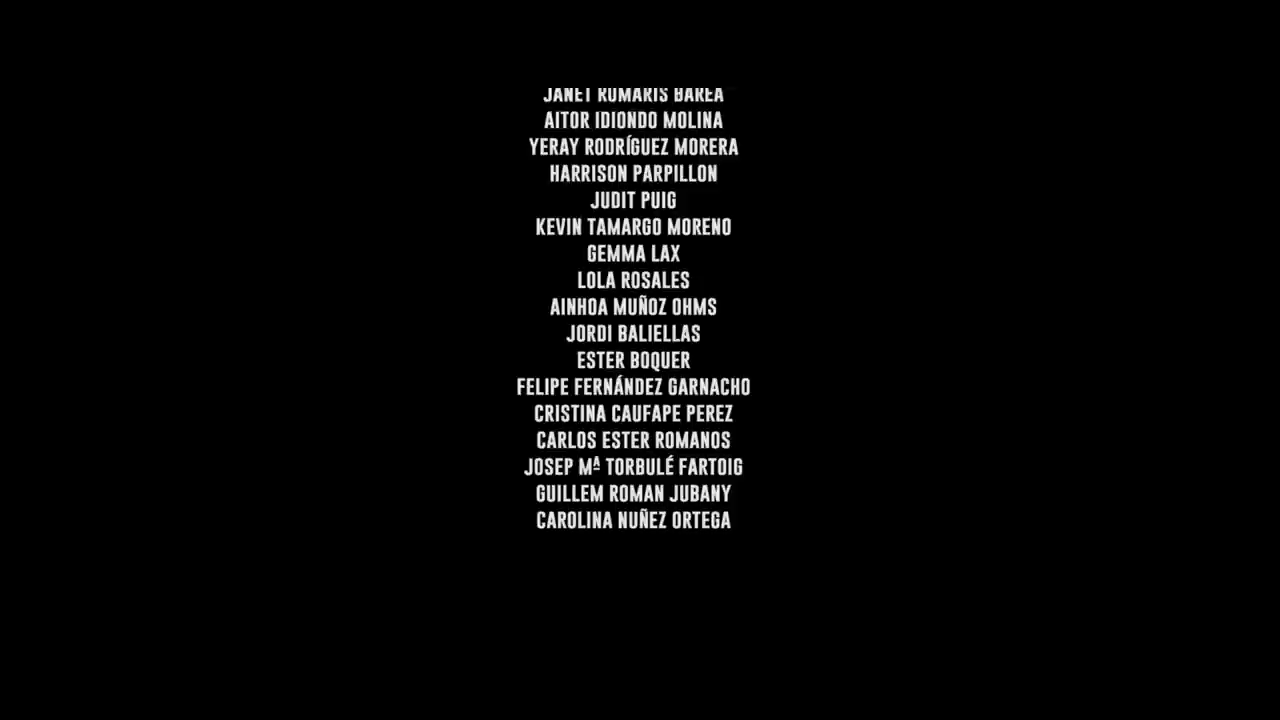 JANET ROMARIS BAREA
AITOR IDIONDO MOLINA
YERAY RODRÍGUEZ MORERA
HARRISON PARPILLON
JUDIT PUIG
KEVIN TAMARGO MORENO
GEMMA LAX
LOLA ROSALES
AINHOA MUÑOZ OHMS
JORDI BALIELLAS
ESTER BOQUER
FELIPE FERNÁNDEZ GARNACHO
CRISTINA CAUFAPE PEREZ
CARLOS ESTER ROMANOS
JOSEP Mª TORBULÉ FARTOIG
GUILLEM ROMAN JUBANY
CAROLINA NUÑEZ ORTEGA